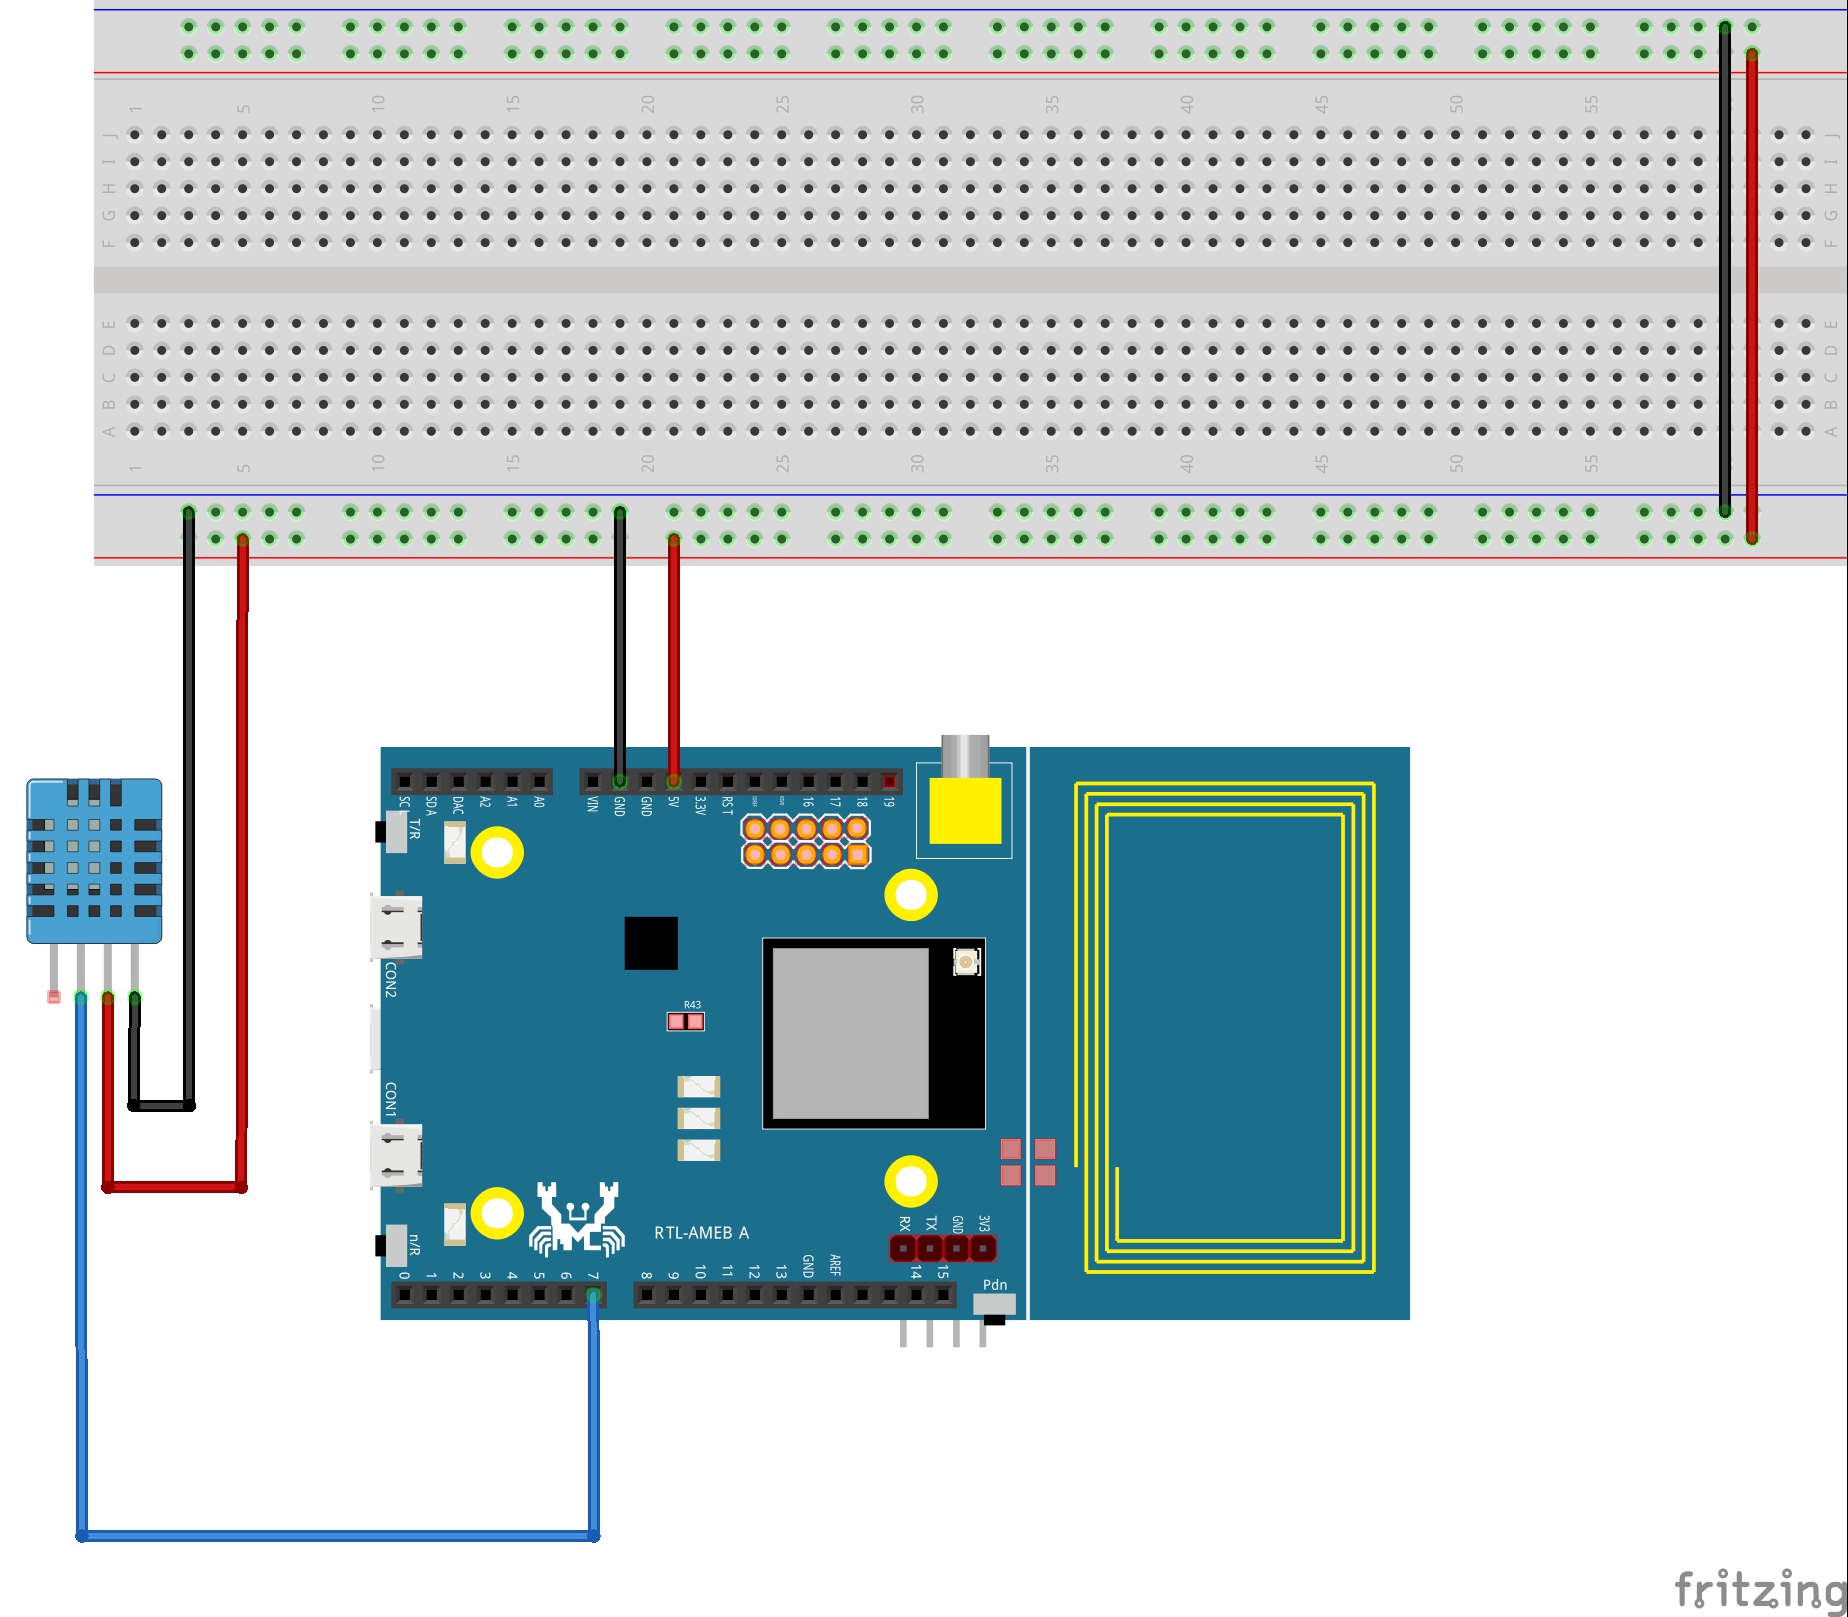 1 5 10 15 20 25 30 35 40 45 50 55
J J
I I
H H
G G
F F
E E
D D
C C
B B
A A
1 5 10 15 20 25 30 35 40 45 50 55
SC SDA DAC A2 A1 A0 VIN GND GND 5V 3.3V RST 16 17 18 19
T/R
CON2
R43
CON1
n/R
RTL-AMEB A
RX TX GND 3V3
0 1 2 3 4 5 6 7 8 9 10 11 12 13 GND AREF 14 15
Pdn
fritzing